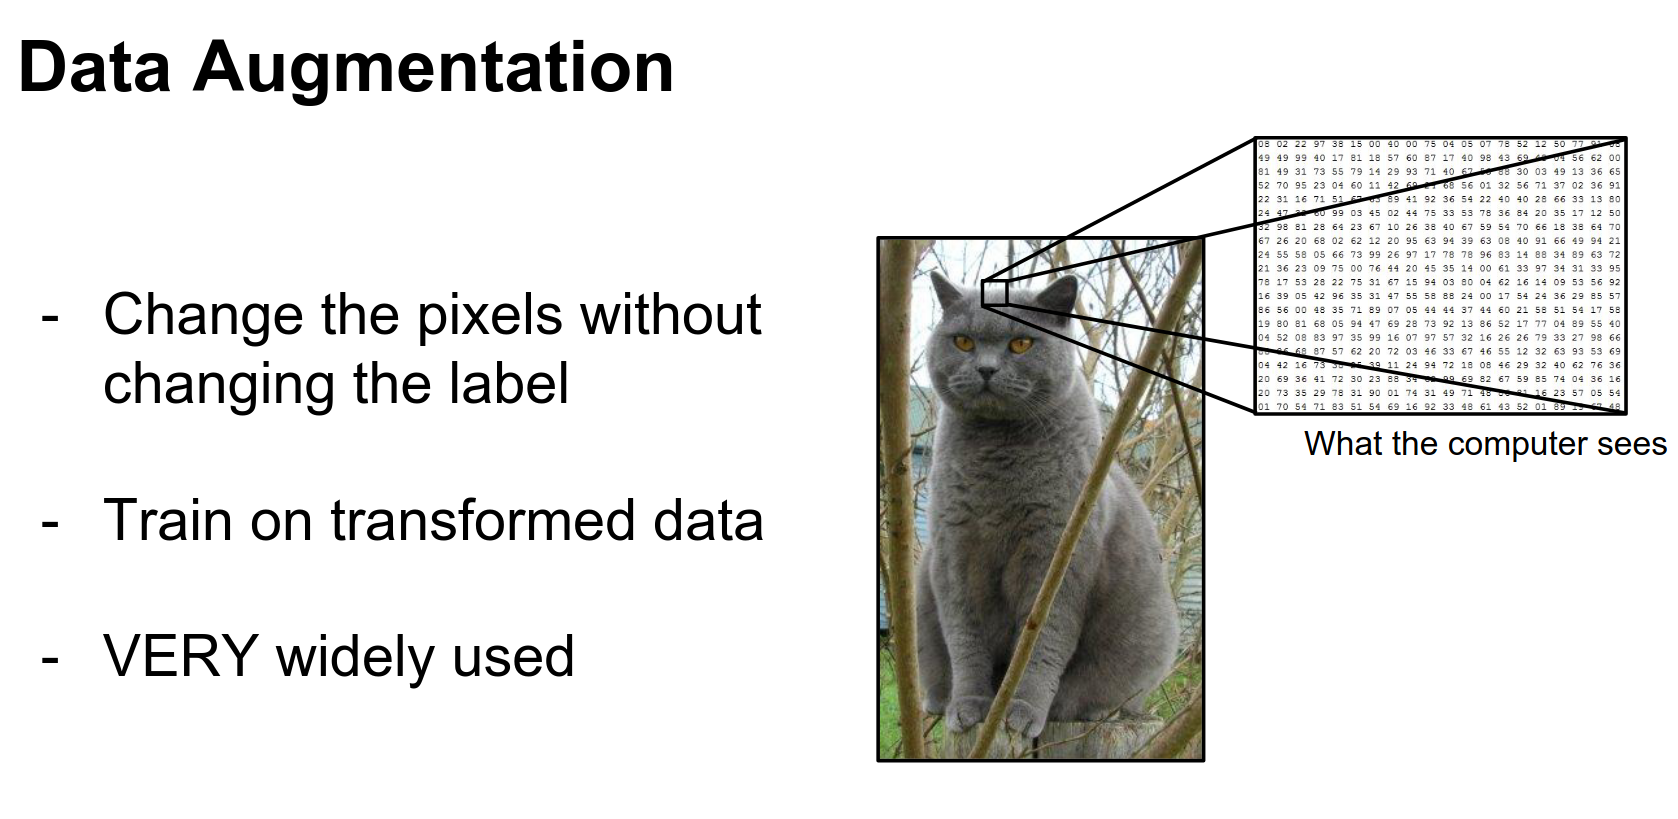 Data Augmentation
- Change the pixels without
changing the label
- Train on transformed data
- VERY widely used
08 02 22 97 38 15 00 40 00 75 04 05 07 78 52 12 50 77
49 49 99 40 17 81 18 57 60 87 17 40 98 43 69 04 56 62 00
81 49 31 73 55 79 14 29 93 71 40 67 88 30 03 49 13 36 65
52 70 95 23 04 60 11 42 68 56 01 32 56 71 37 02 36 91
22 31 16 71 51 89 41 92 36 54 22 40 40 28 66 33 13 80
24 47 60 99 03 45 02 44 75 33 53 78 36 84 20 35 17 12 50
32 98 81 28 64 23 67 10 26 38 40 67 59 54 70 66 18 38 64 70
67 26 20 68 02 62 12 20 95 63 94 39 63 08 40 91 66 49 94 21
24 55 58 05 66 73 99 26 97 17 78 78 96 83 14 88 34 89 63 72
21 36 23 09 75 00 76 44 20 45 35 14 00 61 33 97 34 31 33 95
78 17 53 28 22 75 31 67 15 94 03 80 04 62 16 14 09 53 56 92
16 39 05 42 96 35 31 47 55 58 88 24 00 17 54 24 36 29 85 57
86 56 00 48 35 71 89 07 05 44 44 37 44 60 21 58 51 54 17 58
19 80 81 68 05 94 47 69 28 73 92 13 86 52 17 77 04 89 55 40
04 52 08 83 97 35 99 16 07 97 57 32 16 26 26 79 33 27 98 66
68 87 57 62 20 72 03 46 33 67 46 55 12 32 63 93 53 69
04 42 16 73 11 24 94 72 18 08 46 29 32 40 62 76 36
20 69 36 41 72 30 23 88 34 69 82 67 59 85 74 04 36 16
20 73 35 29 78 31 90 01 74 31 49 71 48 16 23 57 05 54
01 70 54 71 83 51 54 69 16 92 33 48 61 43 52 01 89 48
What the computer sees